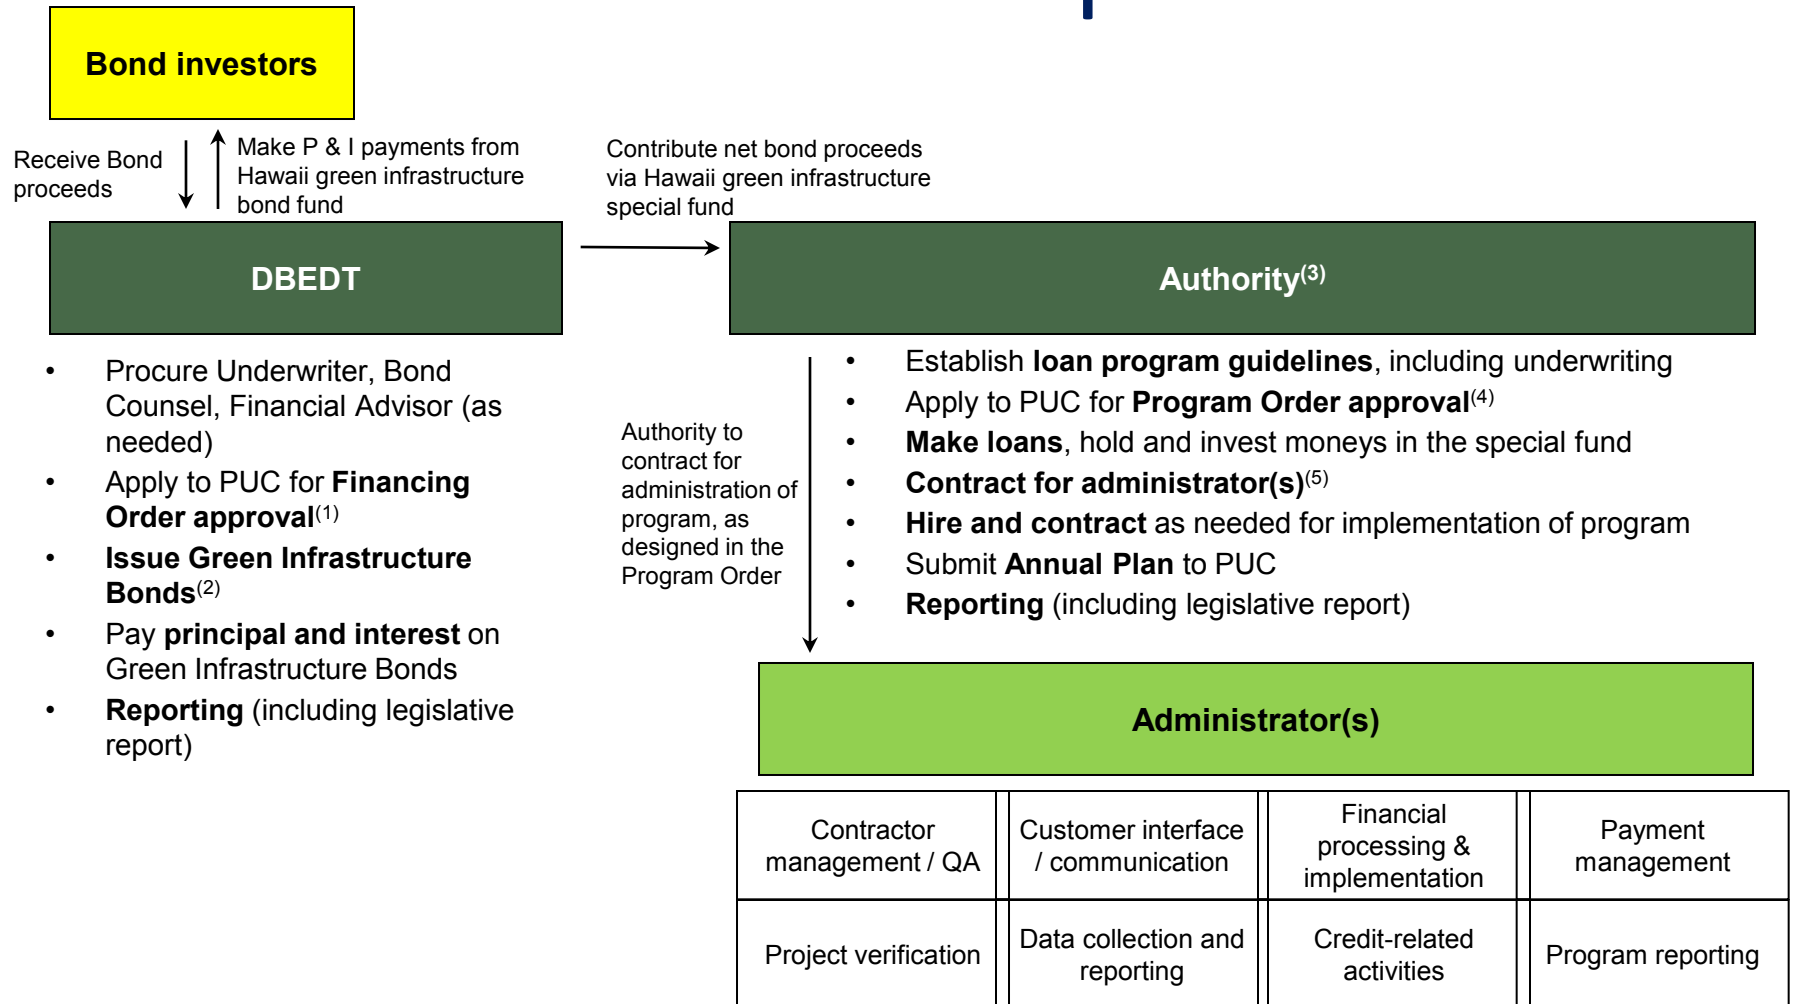 Bond investors
Receive Bond
proceeds
Make P & I payments from
Hawaii green infrastructure
bond fund
Contribute net bond proceeds
via Hawaii green infrastructure
special fund
DBEDT
Authority(3)
• Procure Underwriter, Bond
Counsel, Financial Advisor (as
needed)
• Apply to PUC for Financing
Order approval(1)
• Issue Green Infrastructure
Bonds(2)
• Pay principal and interest on
Green Infrastructure Bonds
• Reporting (including legislative
report)
Authority to
contract for
administration of
program, as
designed in the
Program Order
• Establish loan program guidelines, including underwriting
• Apply to PUC for Program Order approval(4)
• Make loans, hold and invest moneys in the special fund
• Contract for administrator(s)(5)
• Hire and contract as needed for implementation of program
• Submit Annual Plan to PUC
• Reporting (including legislative report)
Administrator(s)
Contractor
management / QA
Customer interface
/ communication
Financial
processing &
implementation
Payment
management
Project verification
Data collection and
reporting
Credit-related
activities
Program reporting